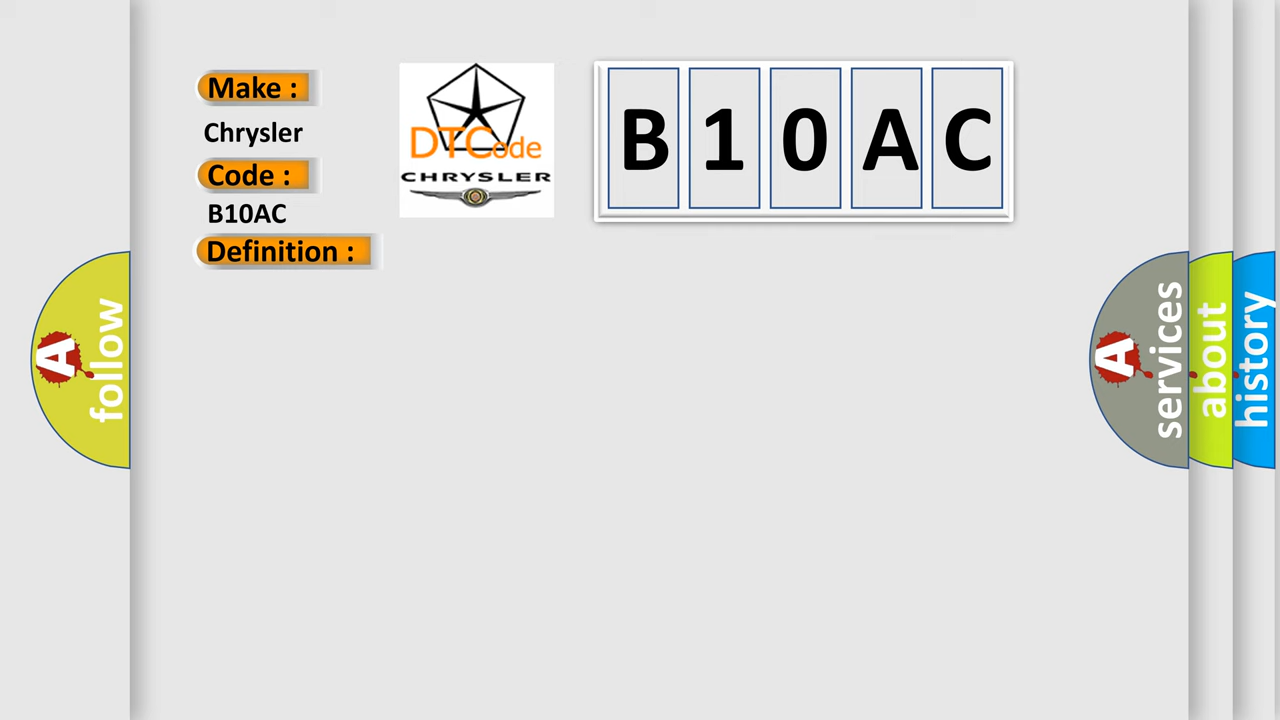 Make :
Chrysler
Code :
B10AC
Definition :
DTCode
CHRYSLER
B 1 0 A C
A follow
A services
about
history